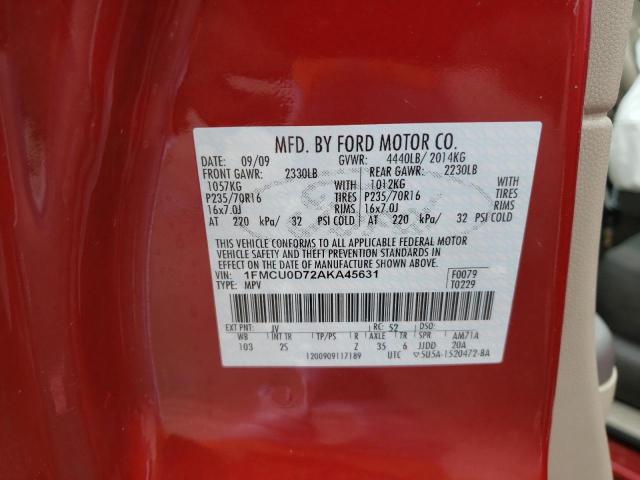 MFD. BY FORD MOTOR CO.
DATE: 09/09 GVWR: 4440LB/ 2014KG
FRONT GAWR: 2330LB REAR GAWR: 2230LB
1057KG WITH 1012KG WITH
P235/70R16 TIRES P235/70R16 TIRES
16x7.0J RIMS 16x7.0J RIMS
AT 220 kPa/ 32 PSI COLD AT 220 kPa/ 32 PSI COLD
THIS VEHICLE CONFORMS TO ALL APPLICABLE FEDERAL MOTOR
VEHICLE SAFETY AND THEFT PREVENTION STANDARDS IN
EFFECT ON THE DATE OF MANUFACTURE SHOWN ABOVE.
VIN: 1FMCU0D72AKA45631 F0079
TYPE: MPV T0229
EXT PNT: JV RC: 52 DSO:
WB INT TR TP/PS R AXLE TR SPR AM71A
103 2S Z 35 6 JJDD 20A
1200909117189 UTC 5U5A-1520472-BA